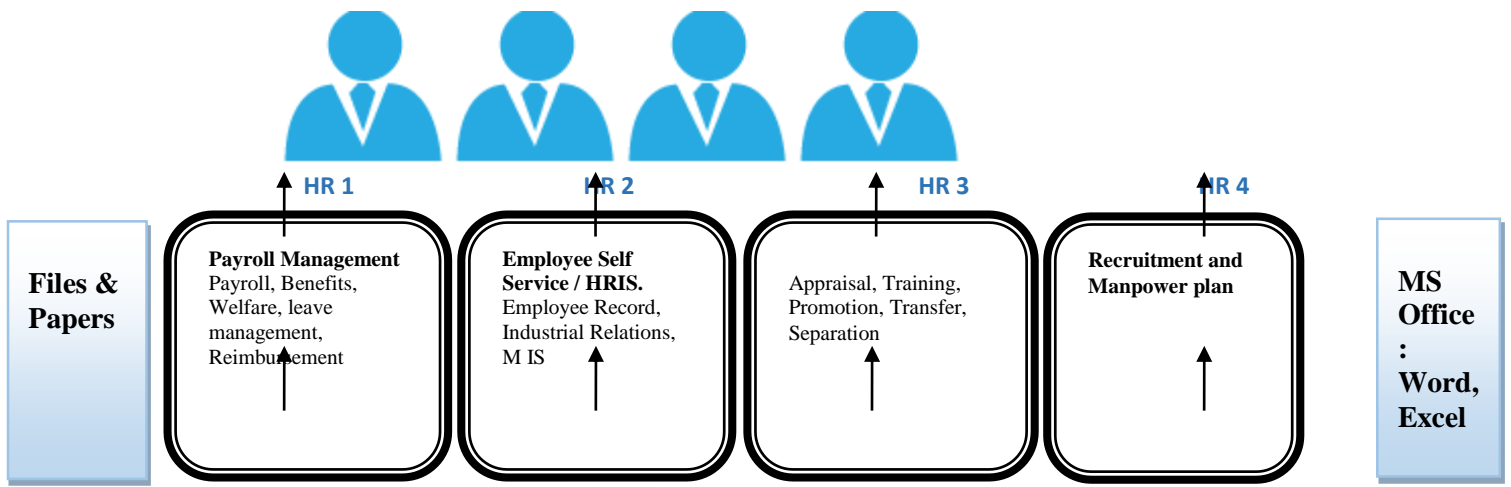 HR 1
HR 2
HR 3
HR 4
Files &
Papers
Payroll Management
Payroll, Benefits,
Welfare, leave
management,
Reimbursement
Employee Self
Service / HRIS.
Employee Record,
Industrial Relations,
M IS
Appraisal, Training,
Promotion, Transfer,
Separation
Recruitment and
Manpower plan
MS
Office
:
Word,
Excel